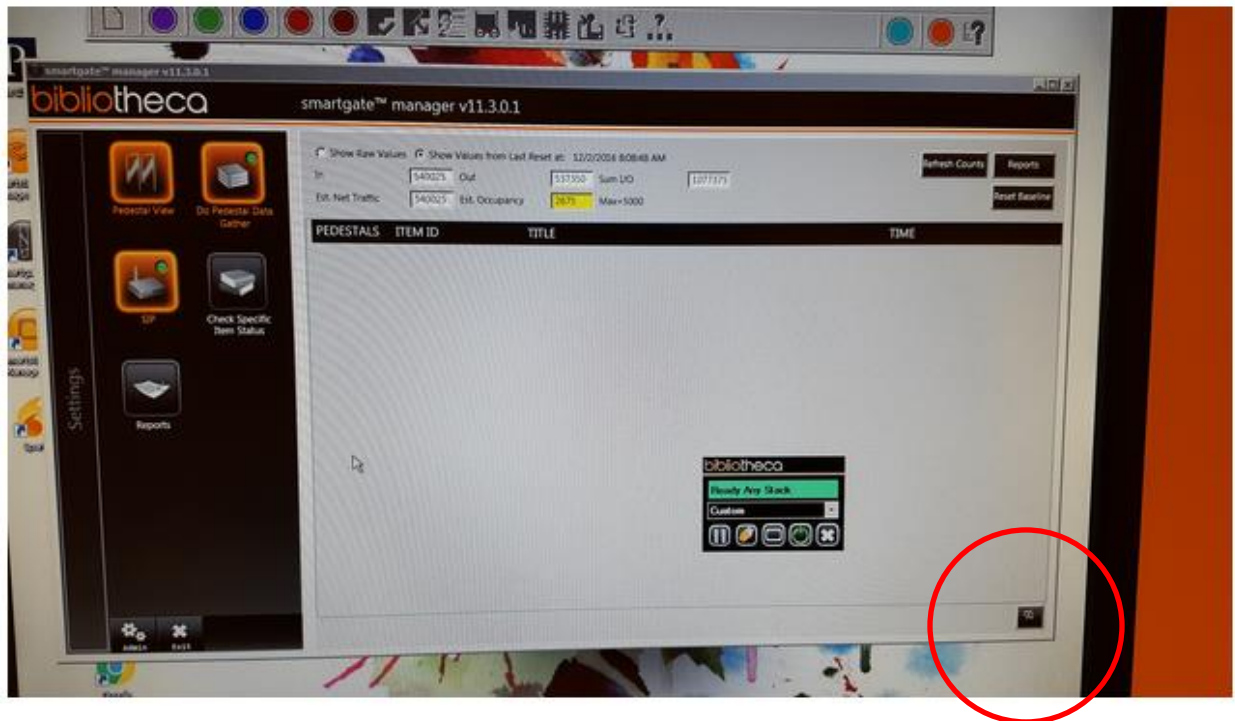 smartgate™ manager v11.3.0.1
bibliotheca
smartgate™ manager v11.3.0.1
Show Raw Values Show Values from Last Reset at: 12/2/2016 8:08:48 AM
In 540025 Out 537350 Sum I/O 1077375
Est. Net Traffic 540025 Est. Occupancy 2675 Max=5000
Refresh Counts Reports
Reset Baseline
PEDESTALS ITEM ID TITLE TIME
Pedestal View
Do Pedestal Data
Gather
SIP
Check Specific
Item Status
Settings
Reports
bibliotheca
Ready Any Stack
Custom
Admin Exit